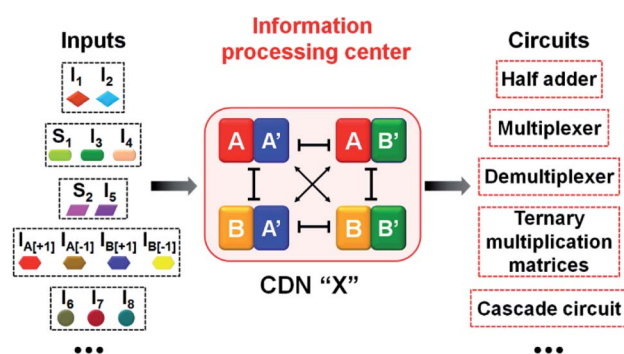 Inputs
I1 I2
S1 I3 I4
S2 I5
IA[+1] IA[-1] IB[+1] IB[-1]
I6 I7 I8
•••
Information
processing center
A A' A B'
B A' B B'
CDN “X”
Circuits
Half adder
Multiplexer
Demultiplexer
Ternary
multiplication
matrices
Cascade circuit
•••